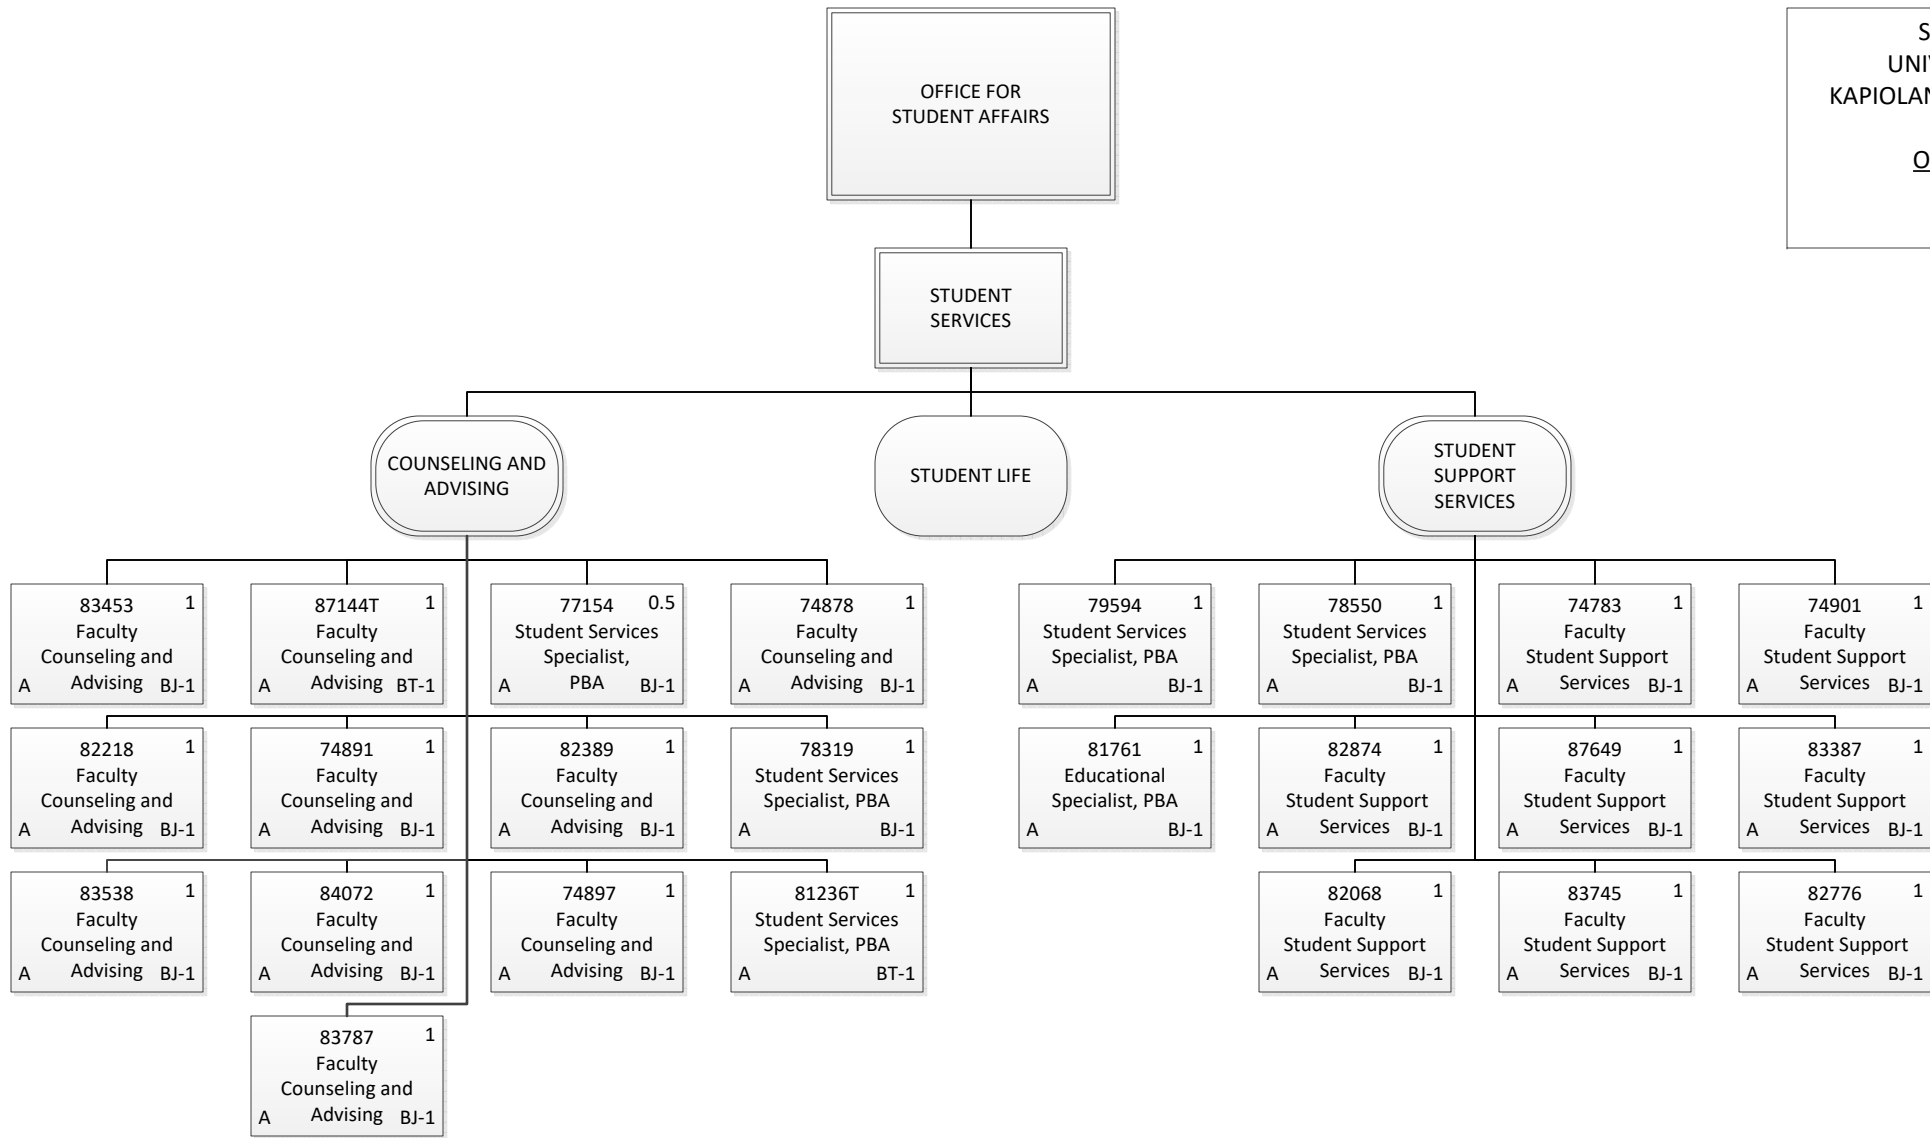 OFFICE FOR
STUDENT AFFAIRS
KAPIOLAN
STUDENT
SERVICES
COUNSELING AND
ADVISING
STUDENT LIFE
STUDENT
SUPPORT
SERVICES
83453 1
Faculty
Counseling and
A Advising BJ-1
87144T 1
Faculty
Counseling and
A Advising BT-1
77154 0.5
Student Services
Specialist,
A PBA BJ-1
74878 1
Faculty
Counseling and
A Advising BJ-1
79594 1
Student Services
Specialist, PBA
A BJ-1
78550 1
Student Services
Specialist, PBA
A BJ-1
74783 1
Faculty
Student Support
A Services BJ-1
74901 1
Faculty
Student Support
A Services BJ-1
82218 1
Faculty
Counseling and
A Advising BJ-1
74891 1
Faculty
Counseling and
A Advising BJ-1
82389 1
Faculty
Counseling and
A Advising BJ-1
78319 1
Student Services
Specialist, PBA
A BJ-1
81761 1
Educational
Specialist, PBA
A BJ-1
82874 1
Faculty
Student Support
A Services BJ-1
87649 1
Faculty
Student Support
A Services BJ-1
83387 1
Faculty
Student Support
A Services BJ-1
83538 1
Faculty
Counseling and
A Advising BJ-1
84072 1
Faculty
Counseling and
A Advising BJ-1
74897 1
Faculty
Counseling and
A Advising BJ-1
81236T 1
Student Services
Specialist, PBA
A BT-1
82068 1
Faculty
Student Support
A Services BJ-1
83745 1
Faculty
Student Support
A Services BJ-1
82776 1
Faculty
Student Support
A Services BJ-1
83787 1
Faculty
Counseling and
A Advising BJ-1